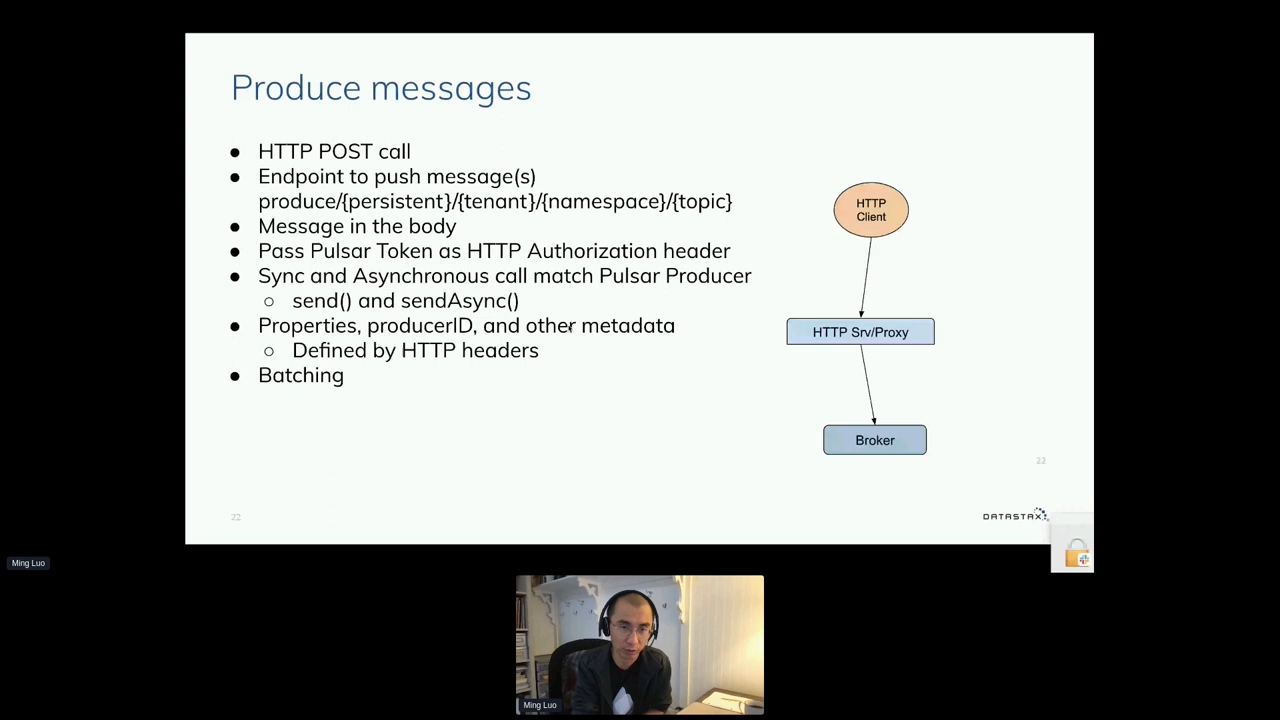 Produce messages
● HTTP POST call
● Endpoint to push message(s)
produce/{persistent}/{tenant}/{namespace}/{topic}
● Message in the body
● Pass Pulsar Token as HTTP Authorization header
● Sync and Asynchronous call match Pulsar Producer
○ send() and sendAsync()
● Properties, producerID, and other metadata
○ Defined by HTTP headers
● Batching
HTTP
Client
HTTP Srv/Proxy
Broker
22
22
DATASTAX
Ming Luo
Ming Luo